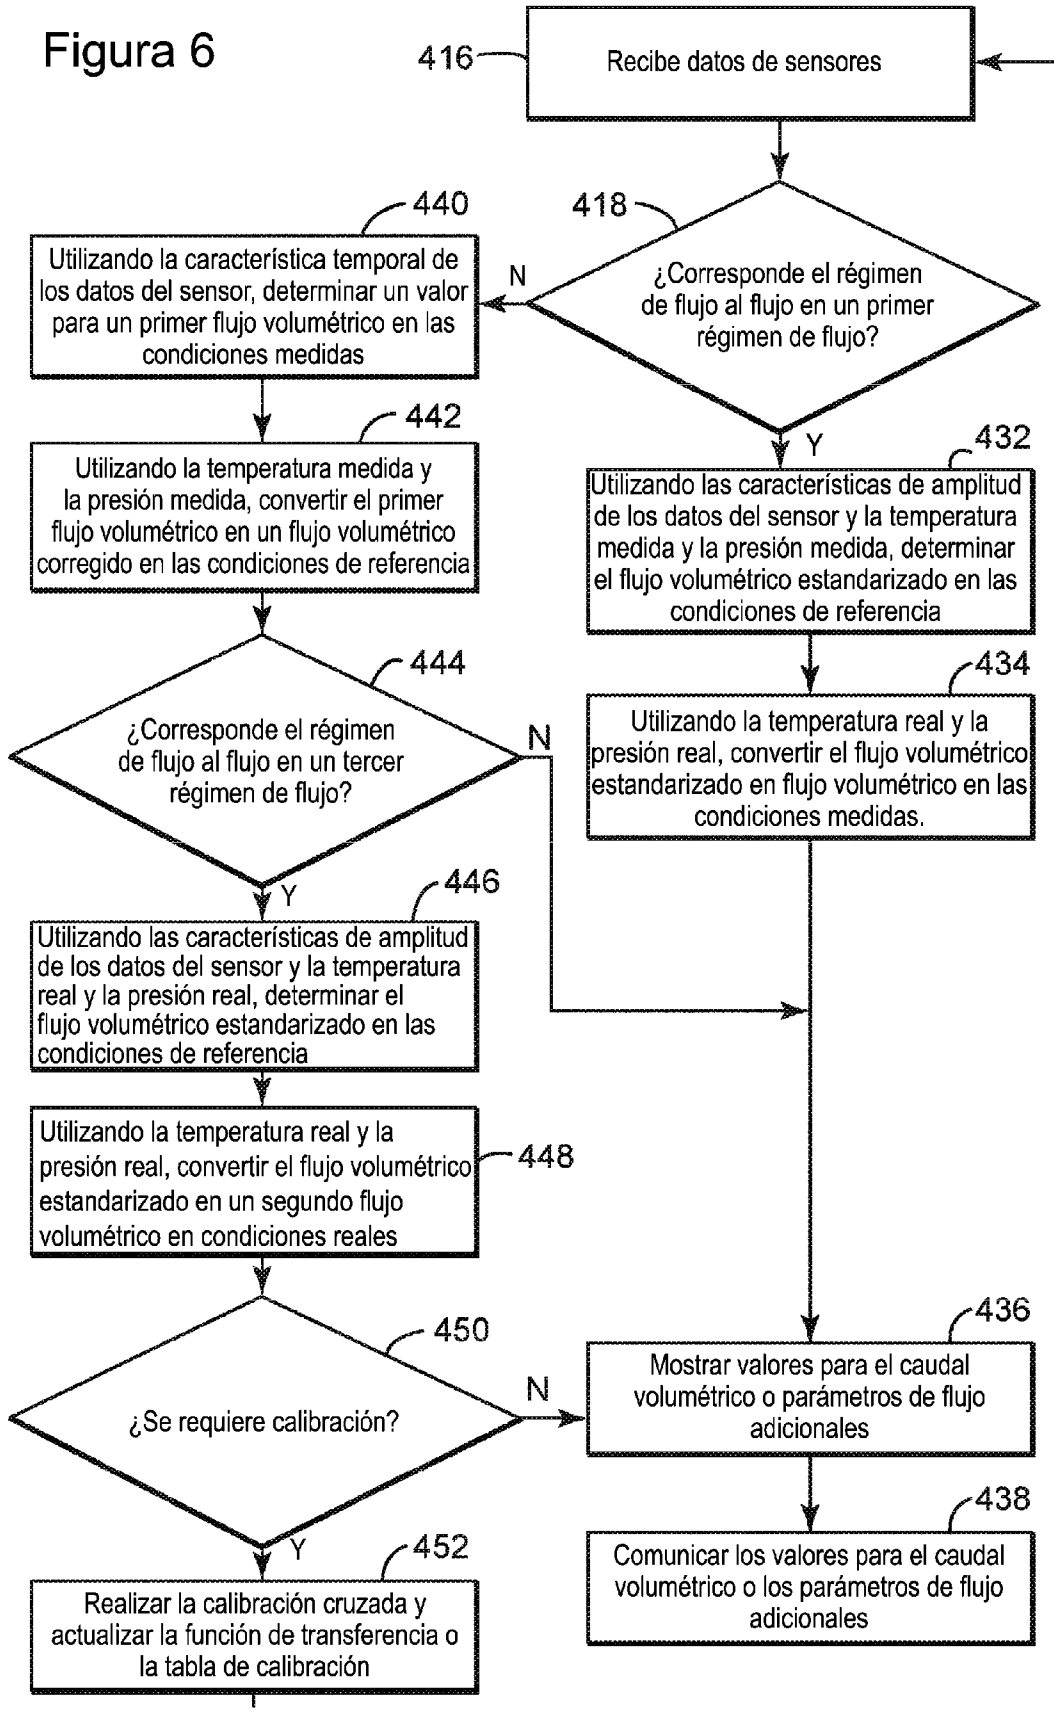 Figura 6
416
Recibe datos de sensores
418
¿Corresponde el régimen
de flujo al flujo en un primer
régimen de flujo?
N
Y
440
Utilizando la característica temporal de
los datos del sensor, determinar un valor
para un primer flujo volumétrico en las
condiciones medidas
442
Utilizando la temperatura medida y
la presión medida, convertir el primer
flujo volumétrico en un flujo volumétrico
corregido en las condiciones de referencia
432
Utilizando las características de amplitud
de los datos del sensor y la temperatura
medida y la presión medida, determinar
el flujo volumétrico estandarizado en las
condiciones de referencia
434
Utilizando la temperatura real y la
presión real, convertir el flujo volumétrico
estandarizado en flujo volumétrico en las
condiciones medidas.
444
¿Corresponde el régimen
de flujo al flujo en un tercer
régimen de flujo?
N
Y
446
Utilizando las características de amplitud
de los datos del sensor y la temperatura
real y la presión real, determinar el
flujo volumétrico estandarizado en las
condiciones de referencia
448
Utilizando la temperatura real y la
presión real, convertir el flujo volumétrico
estandarizado en un segundo flujo
volumétrico en condiciones reales
450
¿Se requiere calibración?
N
Y
436
Mostrar valores para el caudal
volumétrico o parámetros de flujo
adicionales
438
Comunicar los valores para el caudal
volumétrico o los parámetros de flujo
adicionales
452
Realizar la calibración cruzada y
actualizar la función de transferencia o
la tabla de calibración